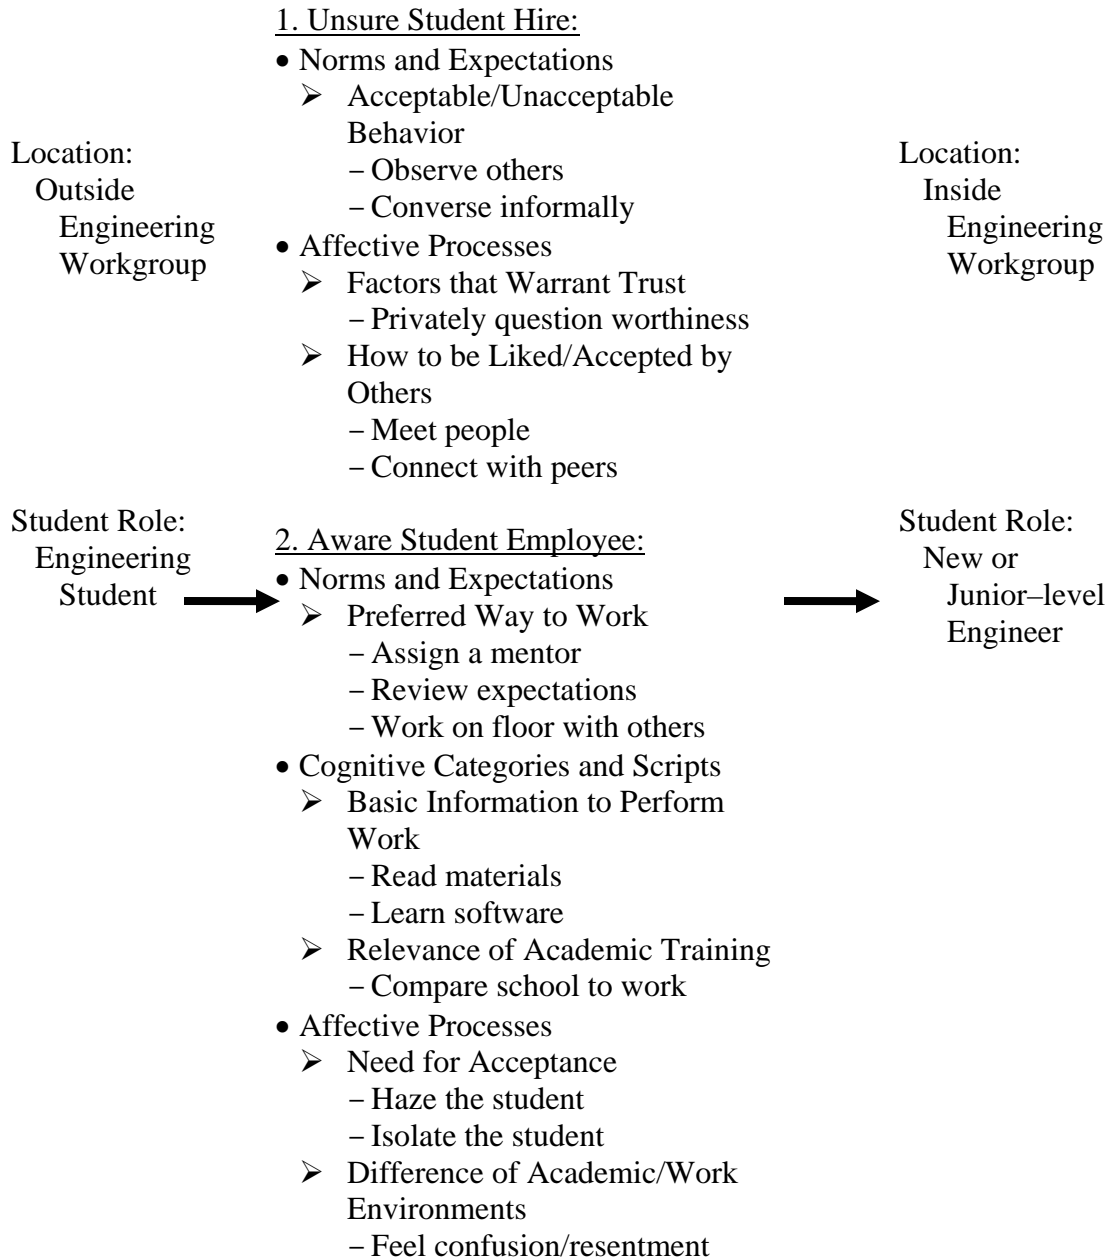 1. Unsure Student Hire:
• Norms and Expectations
➢ Acceptable/Unacceptable
Behavior
− Observe others
− Converse informally
• Affective Processes
➢ Factors that Warrant Trust
− Privately question worthiness
➢ How to be Liked/Accepted by
Others
− Meet people
− Connect with peers
Location:
Outside
Engineering
Workgroup
Location:
Inside
Engineering
Workgroup
Student Role:
Engineering
Student
2. Aware Student Employee:
• Norms and Expectations
➢ Preferred Way to Work
− Assign a mentor
− Review expectations
− Work on floor with others
• Cognitive Categories and Scripts
➢ Basic Information to Perform
Work
− Read materials
− Learn software
➢ Relevance of Academic Training
− Compare school to work
• Affective Processes
➢ Need for Acceptance
− Haze the student
− Isolate the student
➢ Difference of Academic/Work
Environments
− Feel confusion/resentment
Student Role:
New or
Junior–level
Engineer